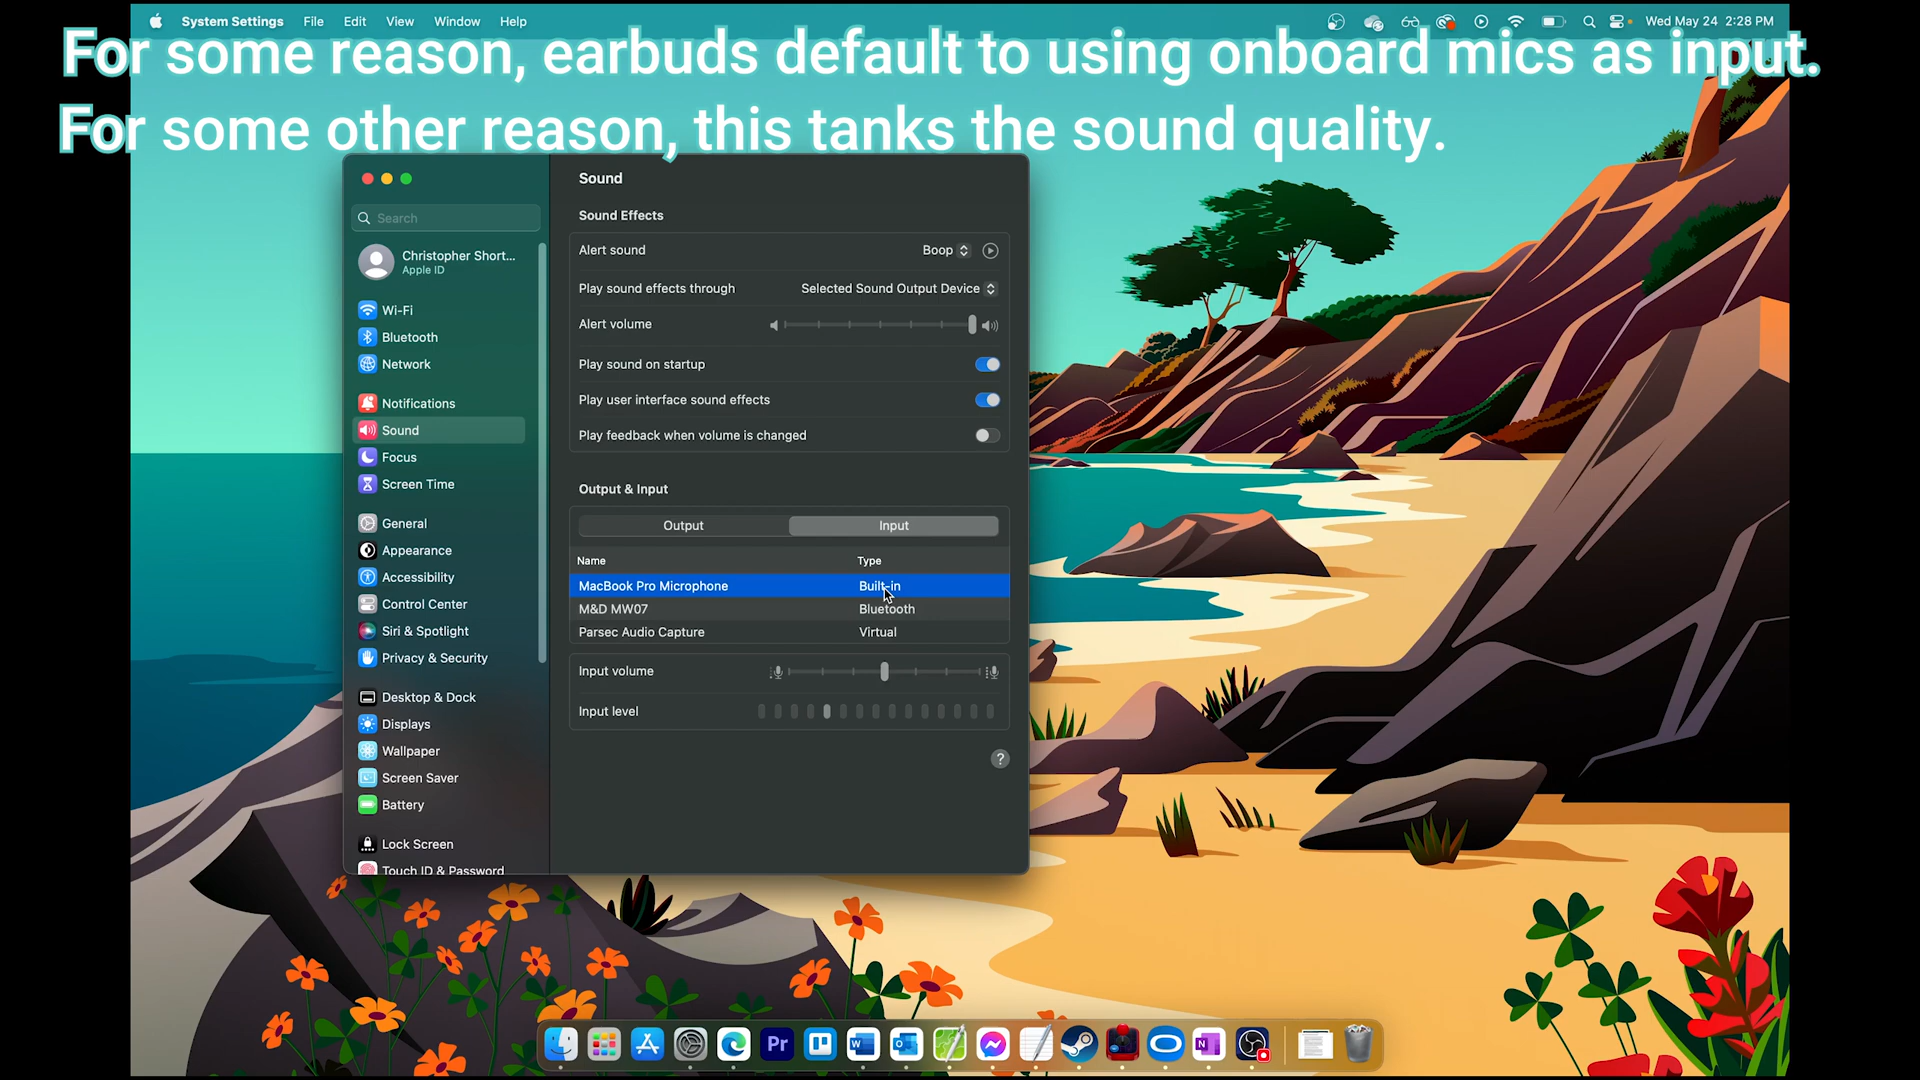 System Settings File Edit View Window Help Wed May 24 2:28 PM
For some reason, earbuds default to using onboard mics as input.
For some other reason, this tanks the sound quality.
Search
Christopher Short...
Apple ID
Wi-Fi
Bluetooth
Network
Notifications
Sound
Focus
Screen Time
General
Appearance
Accessibility
Control Center
Siri & Spotlight
Privacy & Security
Desktop & Dock
Displays
Wallpaper
Screen Saver
Battery
Lock Screen
Touch ID & Password
Sound
Sound Effects
Alert sound Boop
Play sound effects through Selected Sound Output Device
Alert volume
Play sound on startup
Play user interface sound effects
Play feedback when volume is changed
Output & Input
Output Input
Name Type
MacBook Pro Microphone Built-in
M&D MW07 Bluetooth
Parsec Audio Capture Virtual
Input volume
Input level
?
Pr